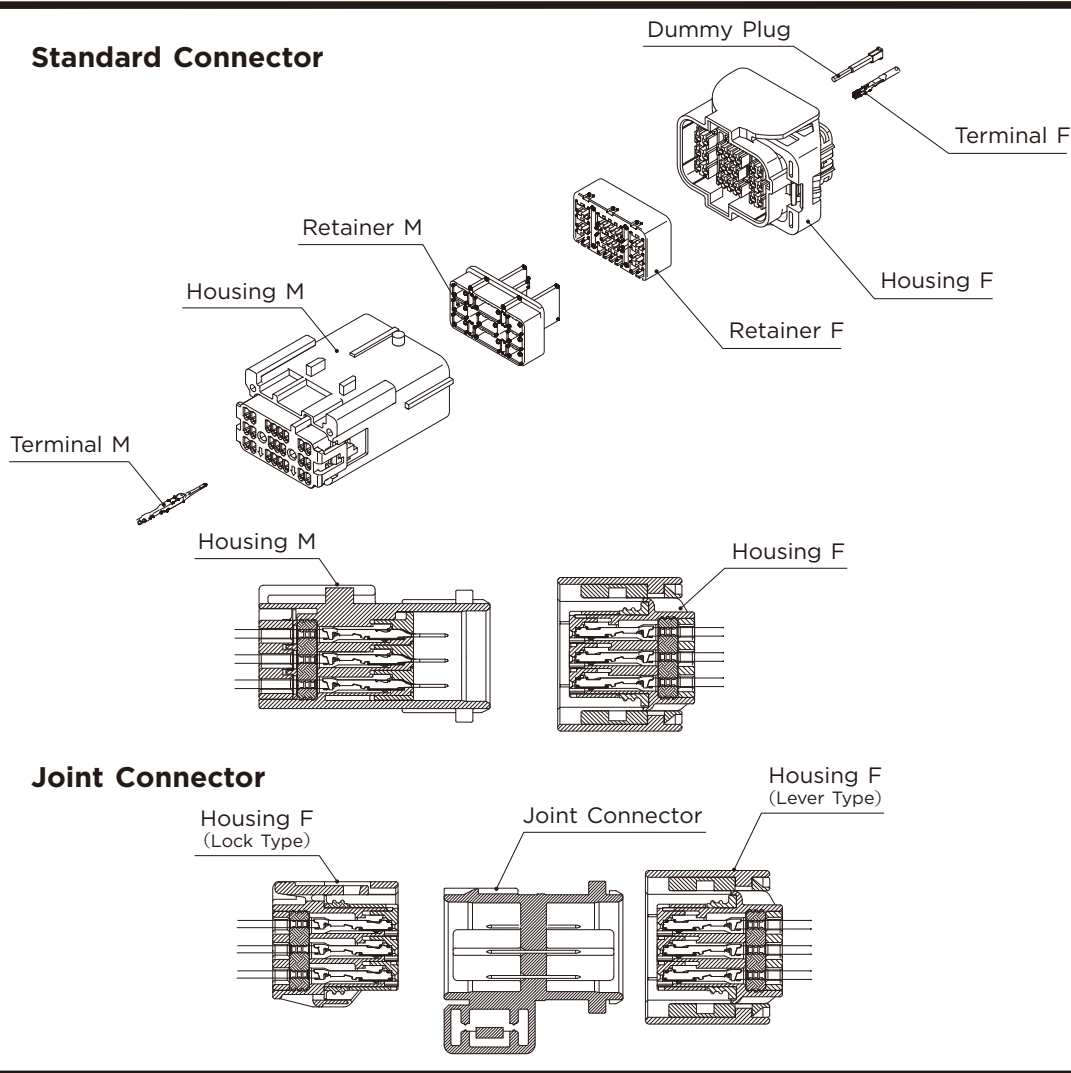 Standard Connector
Dummy Plug
Terminal F
Retainer M
Housing M
Housing F
Retainer F
Terminal M
Housing M
Housing F
Joint Connector
Housing F
(Lock Type)
Joint Connector
Housing F
(Lever Type)